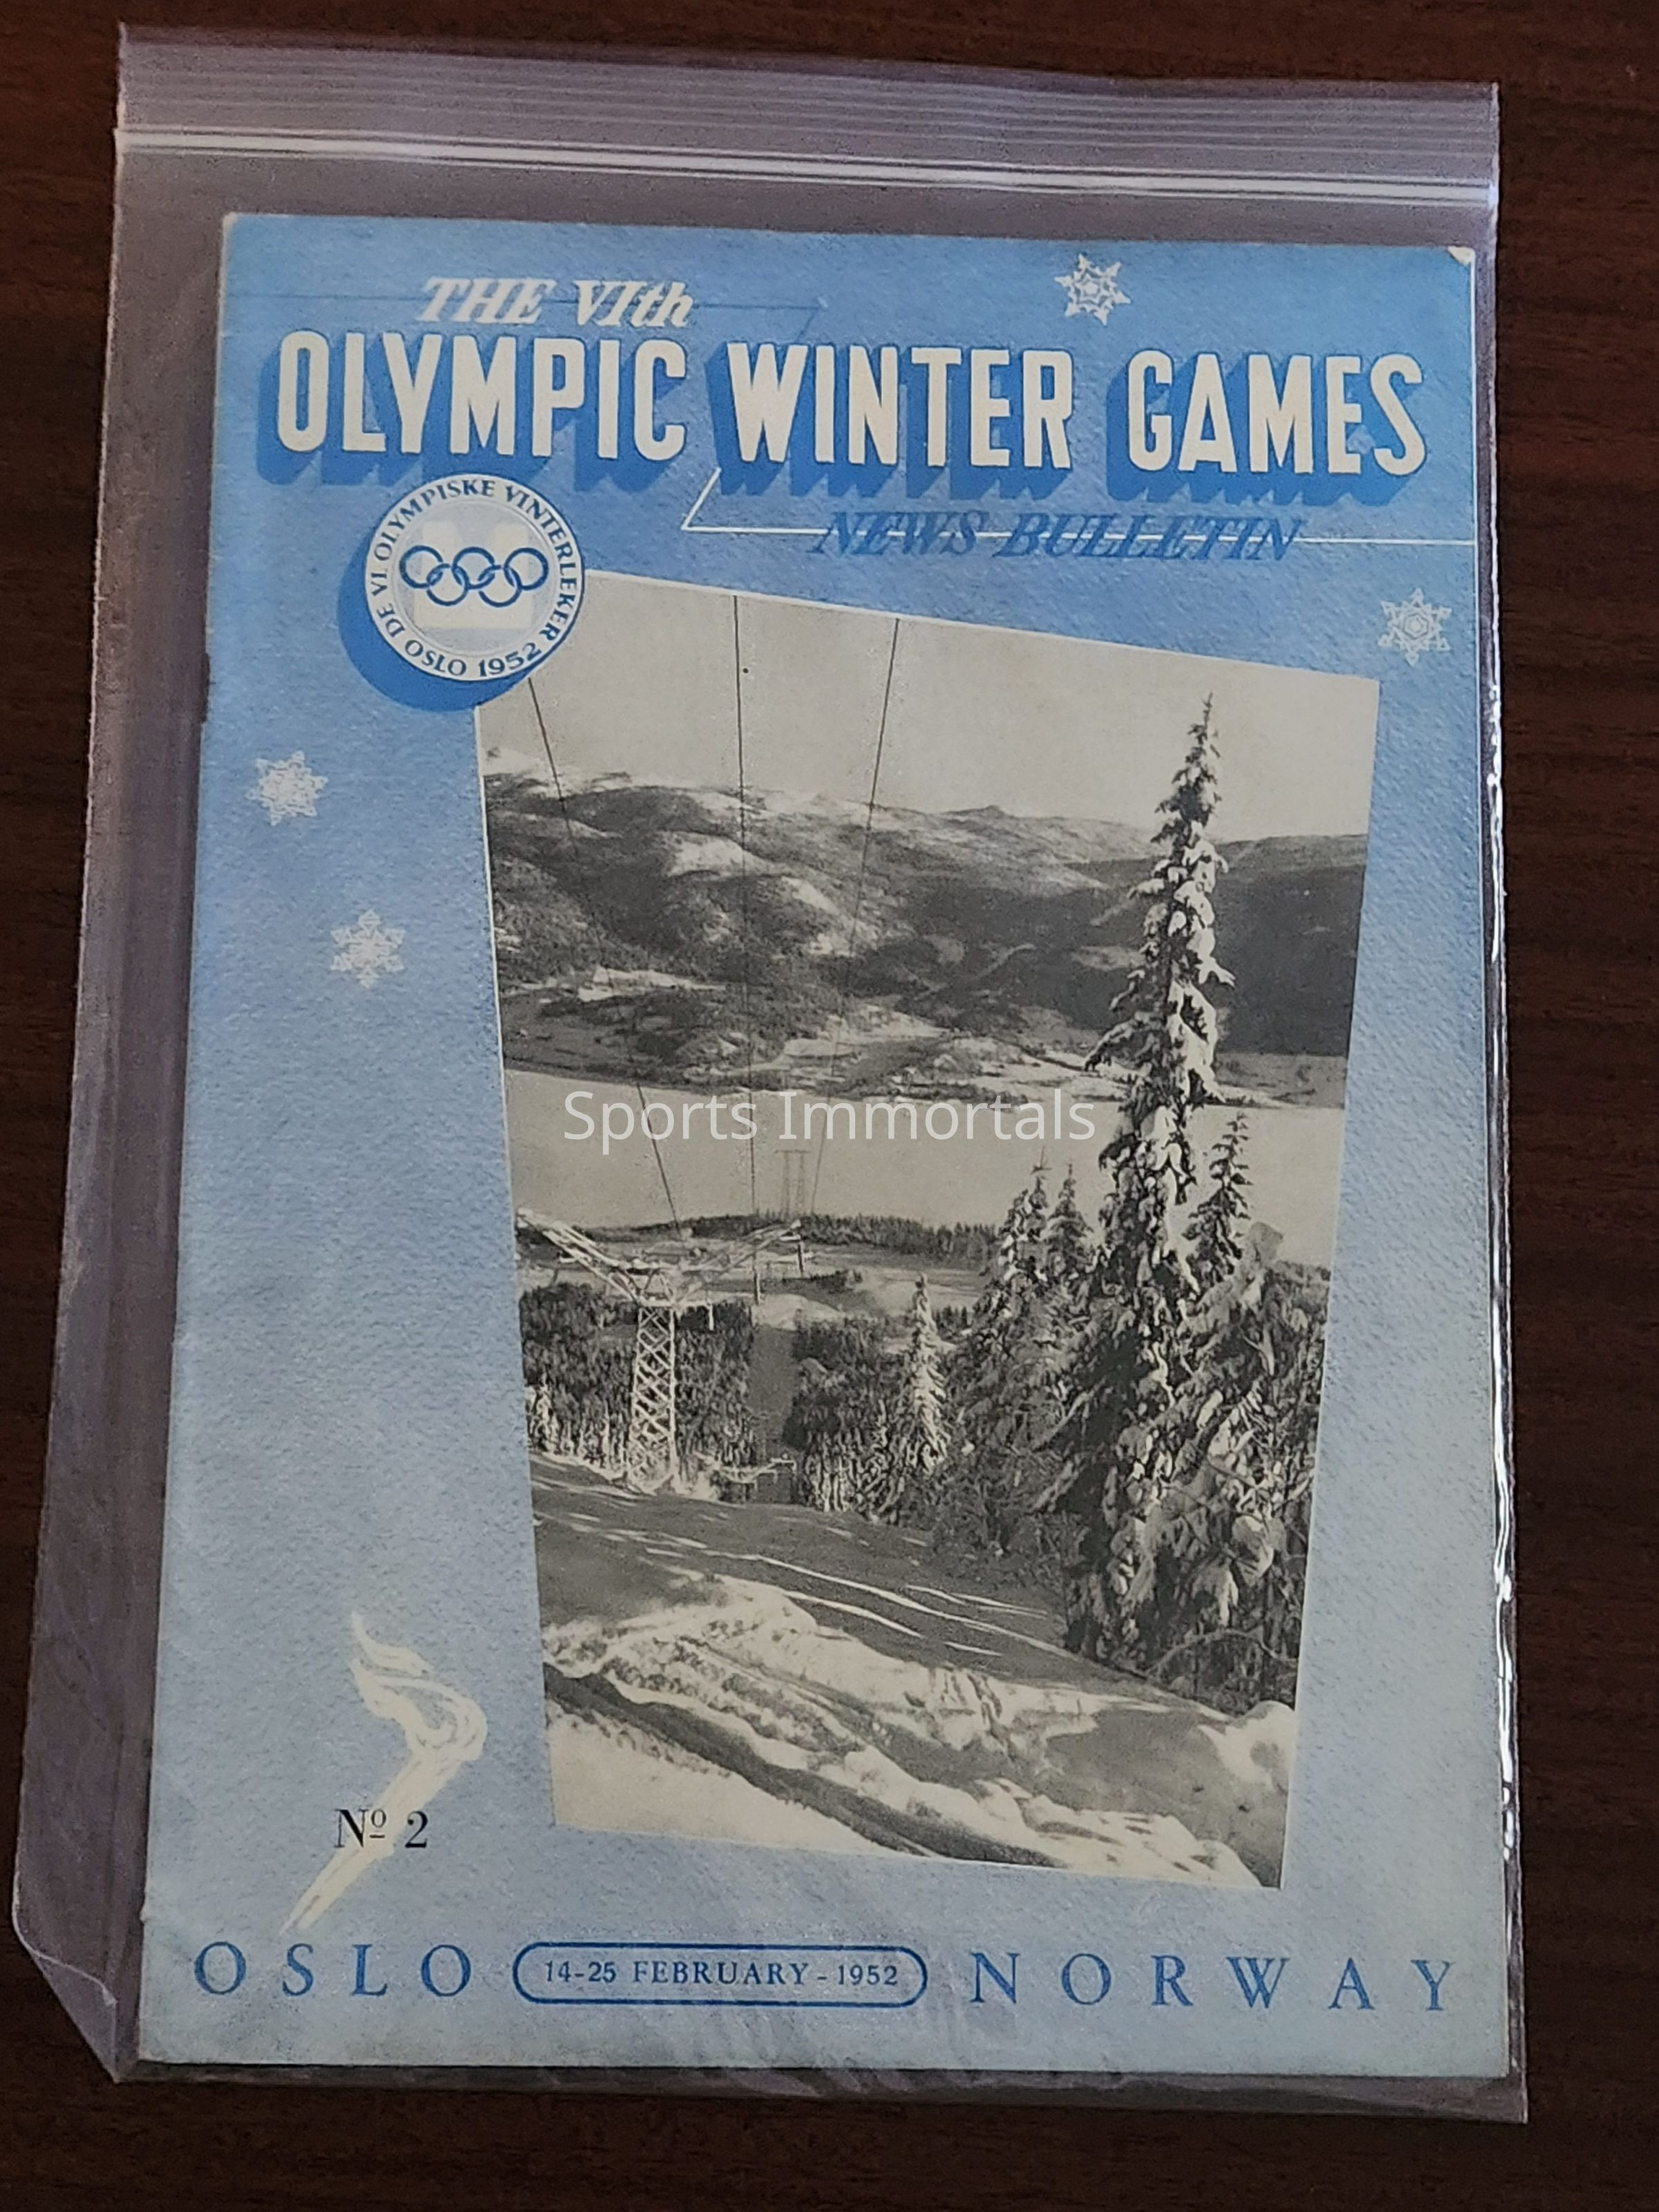 THE VIth
OLYMPIC WINTER GAMES
NEWS BULLETIN
DE VI. OLYMPISKE VINTERLEKER
OSLO 1952
Sports Immortals
Nº 2
OSLO 14-25 FEBRUARY-1952 NORWAY